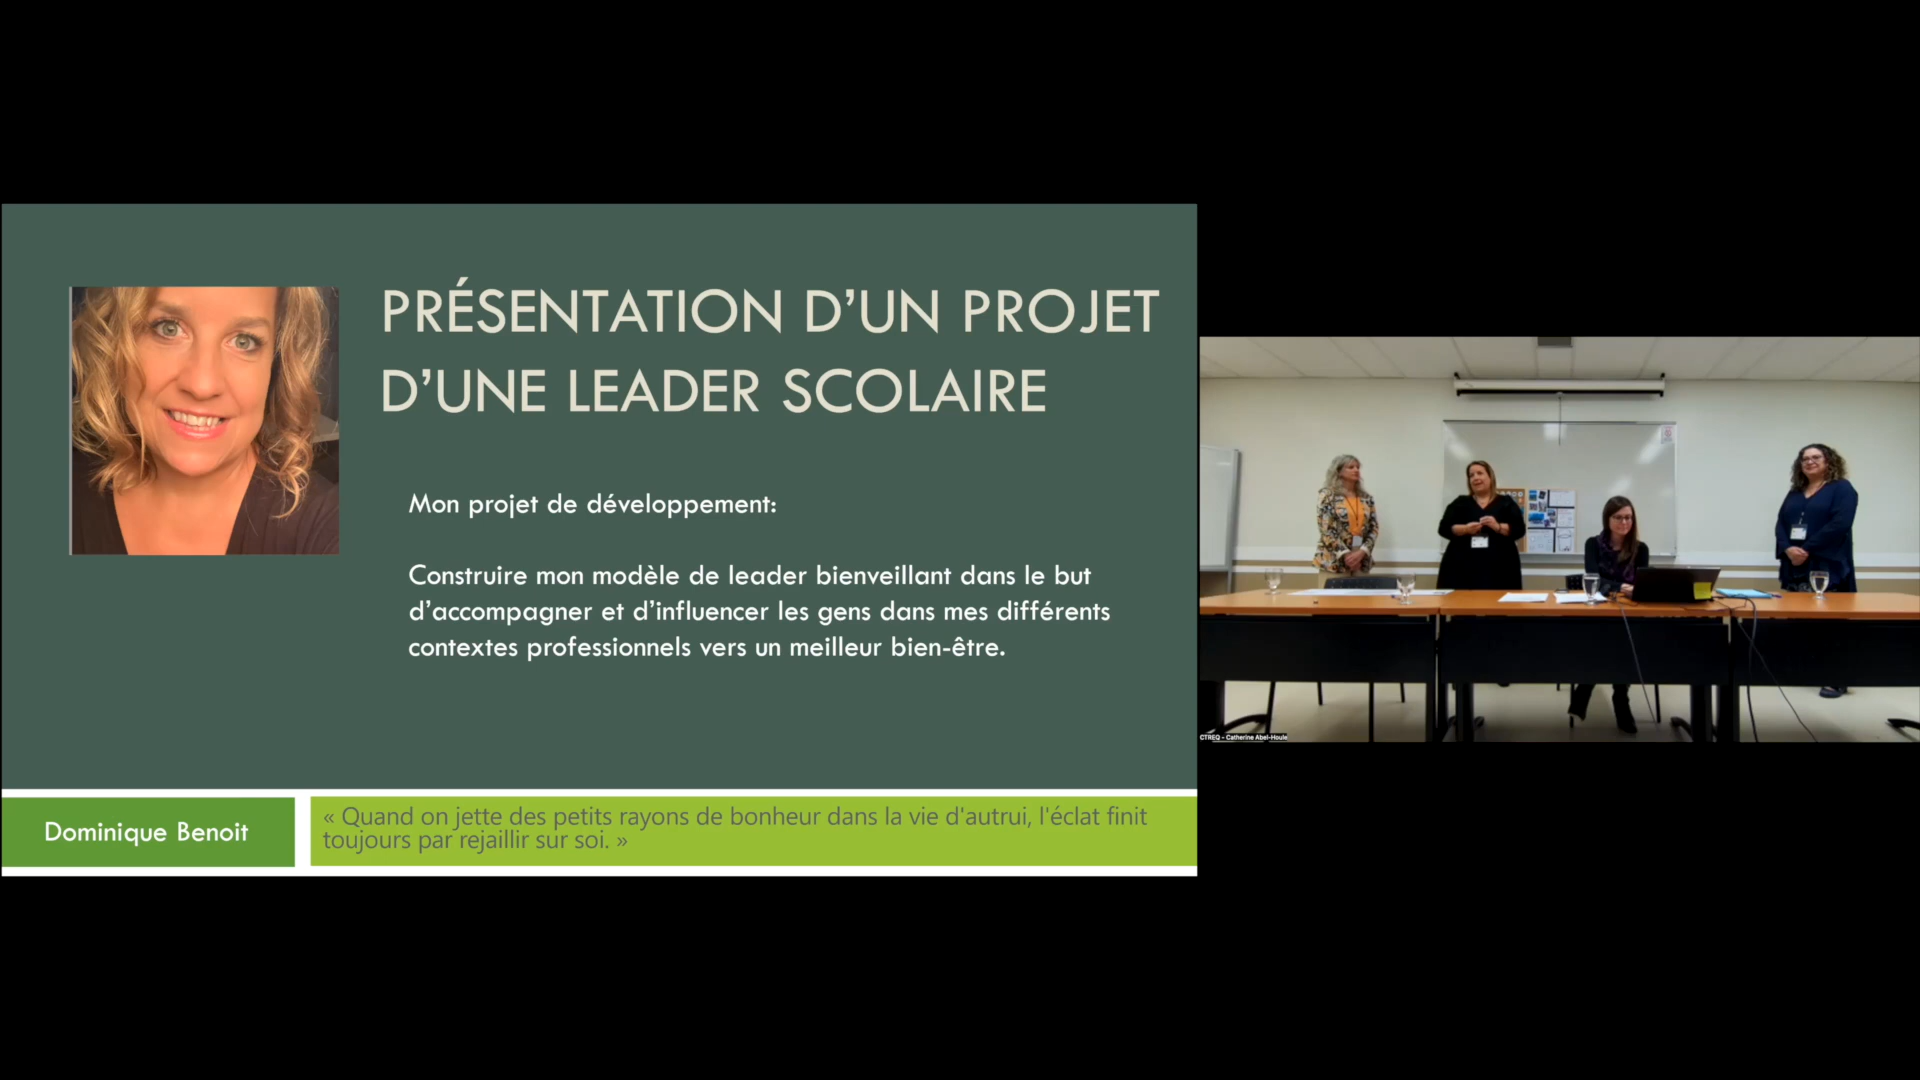 PRÉSENTATION D’UN PROJET
D’UNE LEADER SCOLAIRE
Mon projet de développement:
Construire mon modèle de leader bienveillant dans le but
d’accompagner et d’influencer les gens dans mes différents
contextes professionnels vers un meilleur bien-être.
Dominique Benoit
« Quand on jette des petits rayons de bonheur dans la vie d'autrui, l'éclat finit
toujours par rejaillir sur soi. »
CTREQ - Catherine Abel-Houle